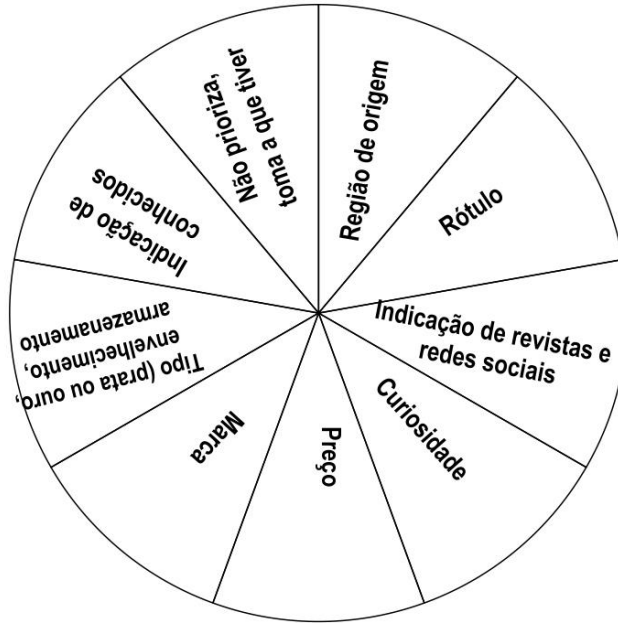 Região de origem
Rótulo
Indicação de revistas e
redes sociais
Curiosidade
Preço
Marca
Tipo (prata ou ouro,
envelhecimento,
armazenamento
Indicação de
conhecidos
Não prioriza,
toma a que tiver